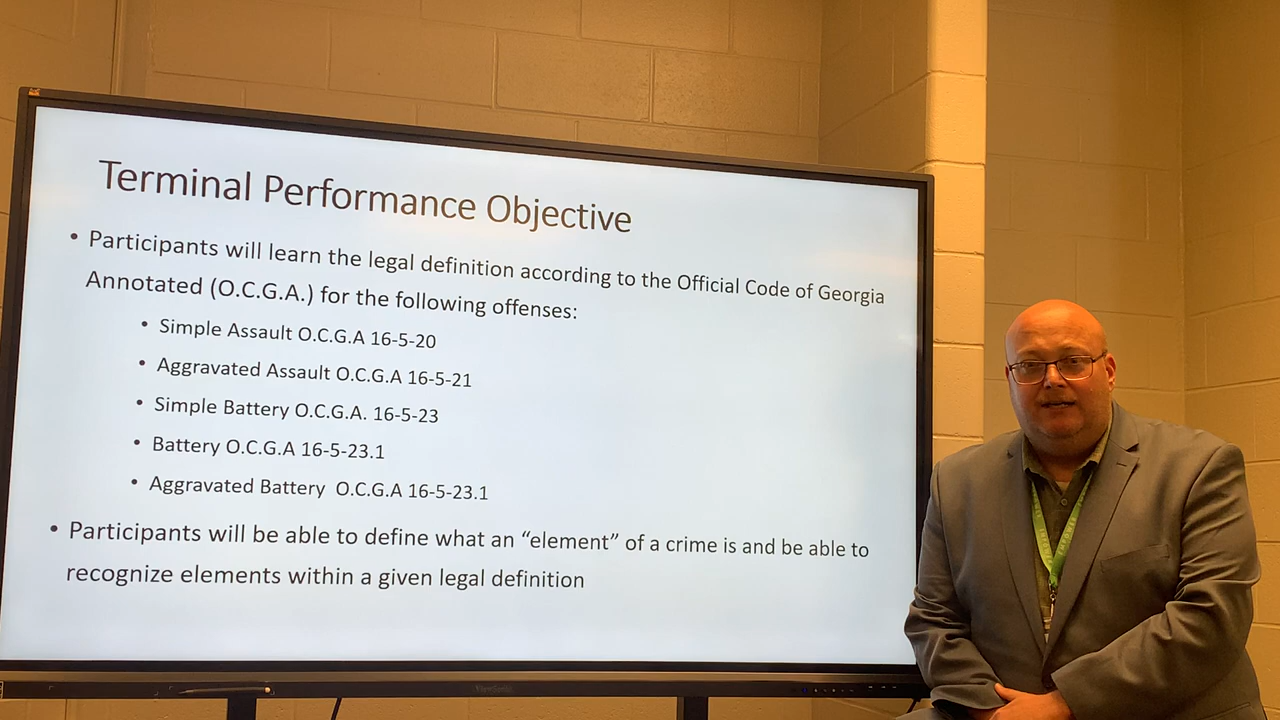 Terminal Performance Objective
• Participants will learn the legal definition according to the Official Code of Georgia
Annotated (O.C.G.A.) for the following offenses:
• Simple Assault O.C.G.A 16-5-20
• Aggravated Assault O.C.G.A 16-5-21
• Simple Battery O.C.G.A. 16-5-23
• Battery O.C.G.A 16-5-23.1
• Aggravated Battery O.C.G.A 16-5-23.1
• Participants will be able to define what an “element” of a crime is and be able to
recognize elements within a given legal definition
ViewSonic